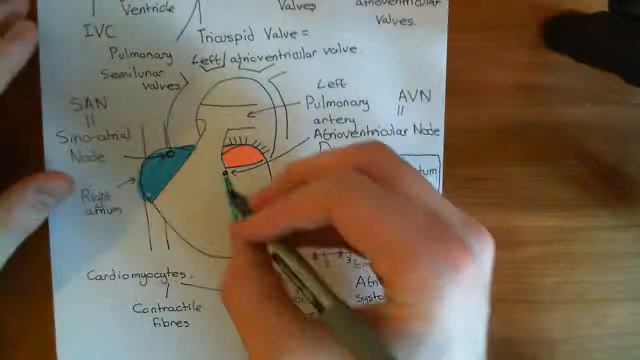 Ventricle
Valves
atrioventricular
Valves.
IVC
Tricuspid Valve =
Left/atrioventricular valve
Pulmonary
Semilunar
valves
Left
Pulmonary
artery
SAN
=
Sino-atrial
Node
AVN
=
Atrioventricular Node
Right
atrium
Cardiomyocytes.
Contractile
fibres